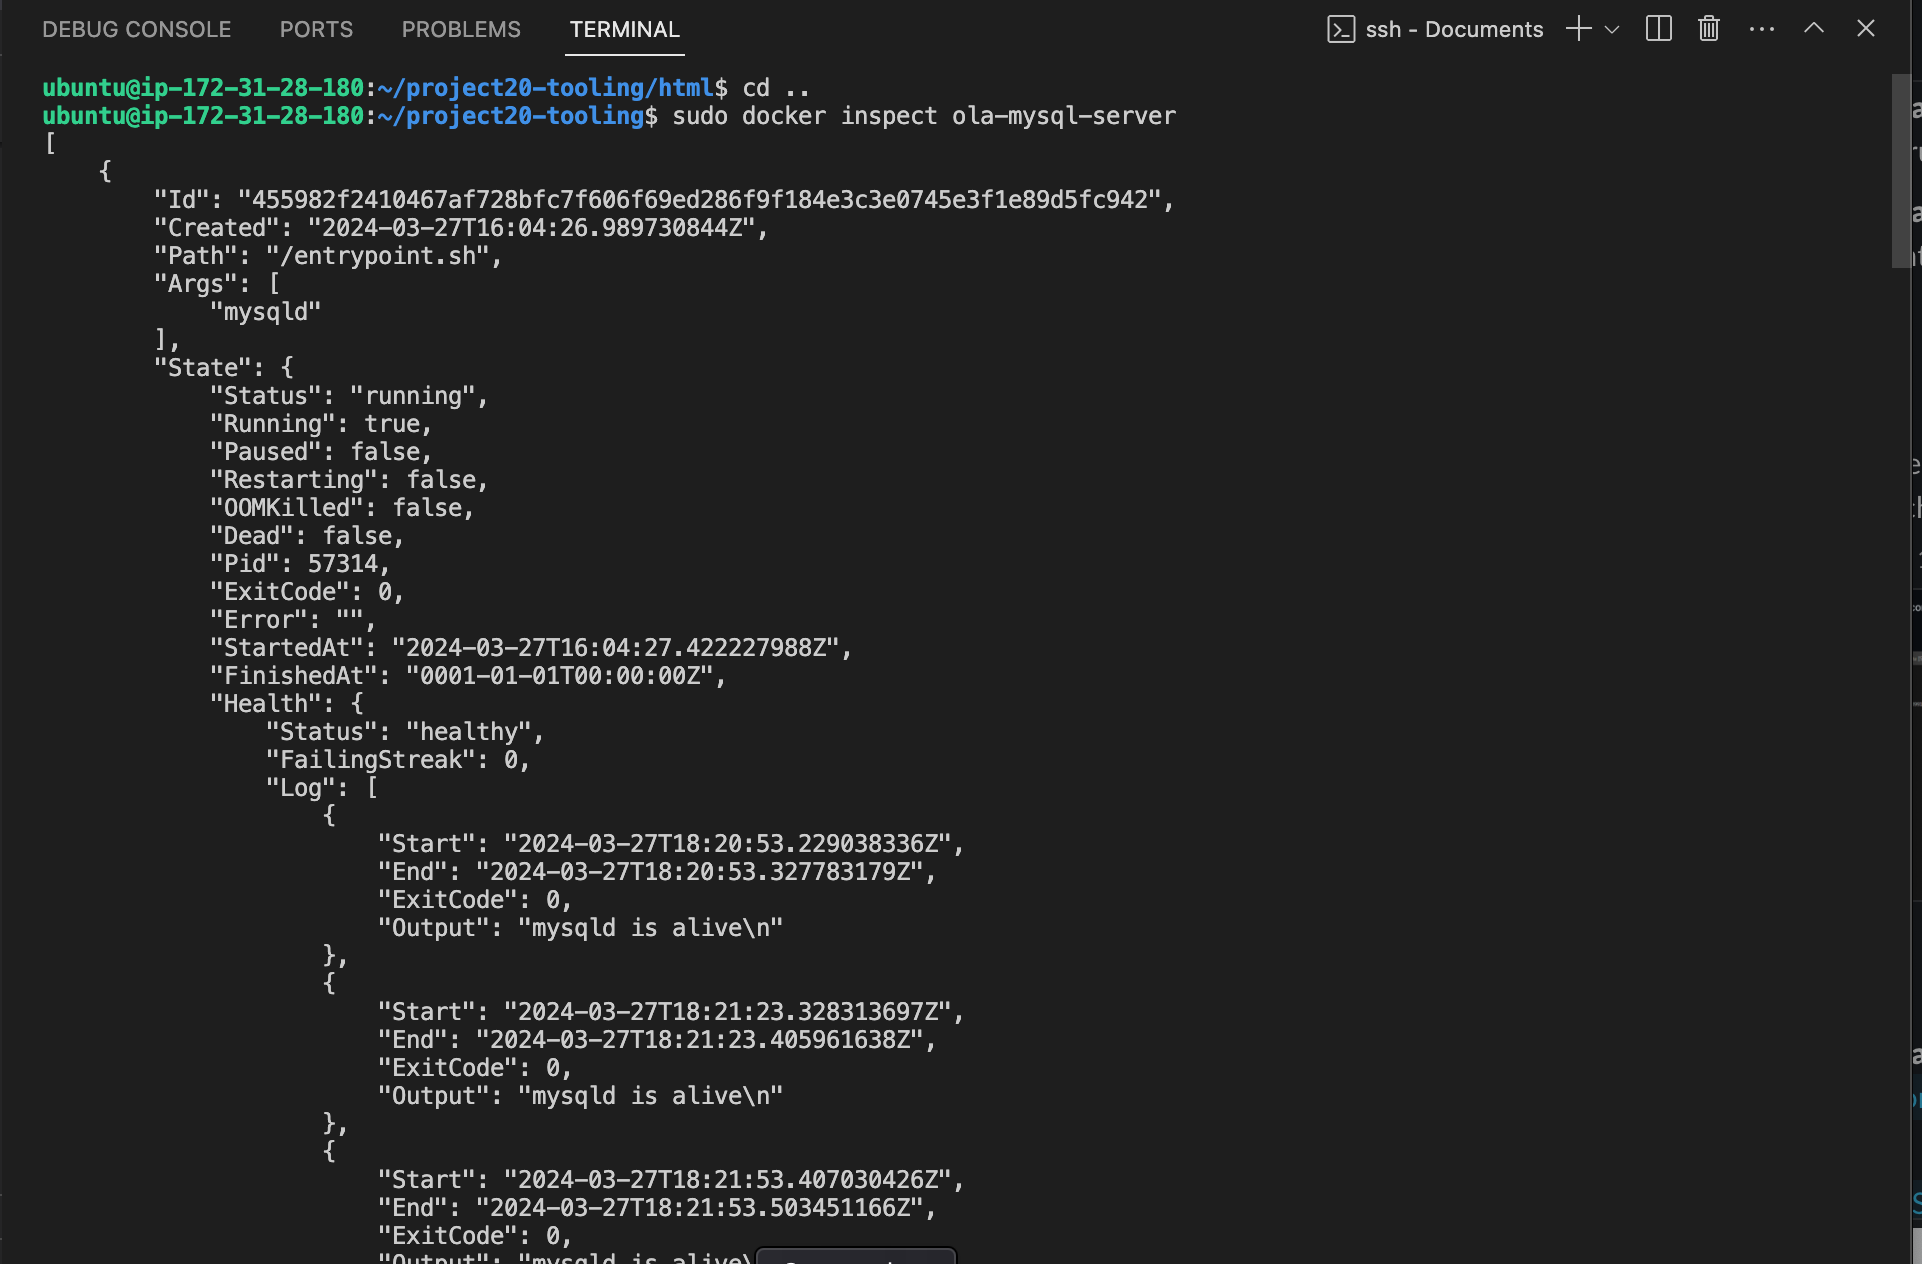 DEBUG CONSOLE PORTS PROBLEMS TERMINAL ssh - Documents
ubuntu@ip-172-31-28-180:~/project20-tooling/html$ cd ..
ubuntu@ip-172-31-28-180:~/project20-tooling$ sudo docker inspect ola-mysql-server
[
    {
        "Id": "455982f2410467af728bfc7f606f69ed286f9f184e3c3e0745e3f1e89d5fc942",
        "Created": "2024-03-27T16:04:26.989730844Z",
        "Path": "/entrypoint.sh",
        "Args": [
            "mysqld"
        ],
        "State": {
            "Status": "running",
            "Running": true,
            "Paused": false,
            "Restarting": false,
            "OOMKilled": false,
            "Dead": false,
            "Pid": 57314,
            "ExitCode": 0,
            "Error": "",
            "StartedAt": "2024-03-27T16:04:27.422227988Z",
            "FinishedAt": "0001-01-01T00:00:00Z",
            "Health": {
                "Status": "healthy",
                "FailingStreak": 0,
                "Log": [
                    {
                        "Start": "2024-03-27T18:20:53.229038336Z",
                        "End": "2024-03-27T18:20:53.327783179Z",
                        "ExitCode": 0,
                        "Output": "mysqld is alive\n"
                    },
                    {
                        "Start": "2024-03-27T18:21:23.328313697Z",
                        "End": "2024-03-27T18:21:23.405961638Z",
                        "ExitCode": 0,
                        "Output": "mysqld is alive\n"
                    },
                    {
                        "Start": "2024-03-27T18:21:53.407030426Z",
                        "End": "2024-03-27T18:21:53.503451166Z",
                        "ExitCode": 0,
                        "Output": "mysqld is alive\